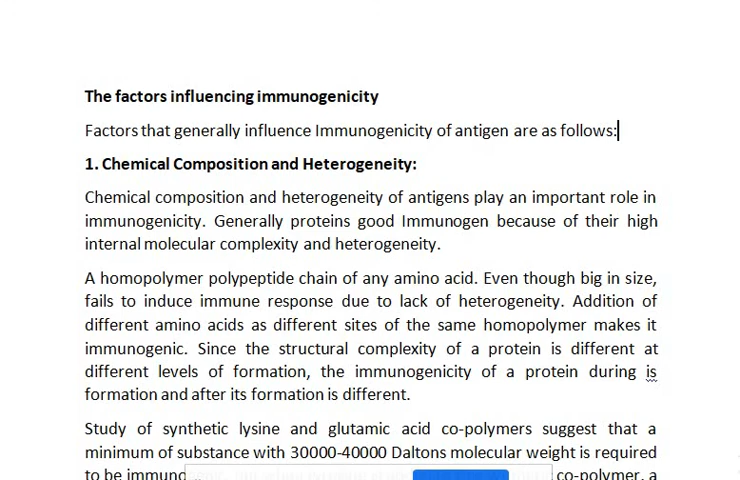 The factors influencing immunogenicity
Factors that generally influence Immunogenicity of antigen are as follows:
1. Chemical Composition and Heterogeneity:
Chemical composition and heterogeneity of antigens play an important role in
immunogenicity. Generally proteins good Immunogen because of their high
internal molecular complexity and heterogeneity.
A homopolymer polypeptide chain of any amino acid. Even though big in size,
fails to induce immune response due to lack of heterogeneity. Addition of
different amino acids as different sites of the same homopolymer makes it
immunogenic. Since the structural complexity of a protein is different at
different levels of formation, the immunogenicity of a protein during is
formation and after its formation is different.
Study of synthetic lysine and glutamic acid co-polymers suggest that a
minimum of substance with 30000-40000 Daltons molecular weight is required
to be co-polymer, a